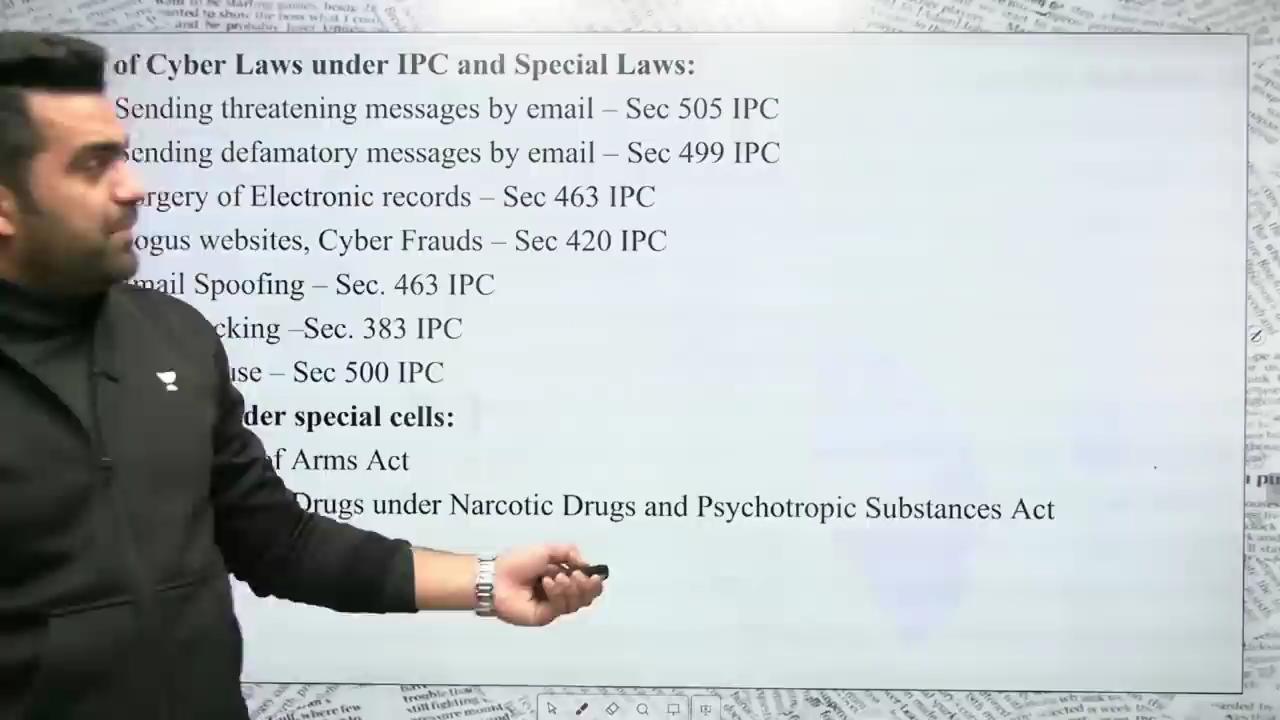 of Cyber Laws under IPC and Special Laws:
Sending threatening messages by email – Sec 505 IPC
Sending defamatory messages by email – Sec 499 IPC
orgery of Electronic records – Sec 463 IPC
ogus websites, Cyber Frauds – Sec 420 IPC
mail Spoofing – Sec. 463 IPC
cking –Sec. 383 IPC
use – Sec 500 IPC
der special cells:
of Arms Act
Drugs under Narcotic Drugs and Psychotropic Substances Act